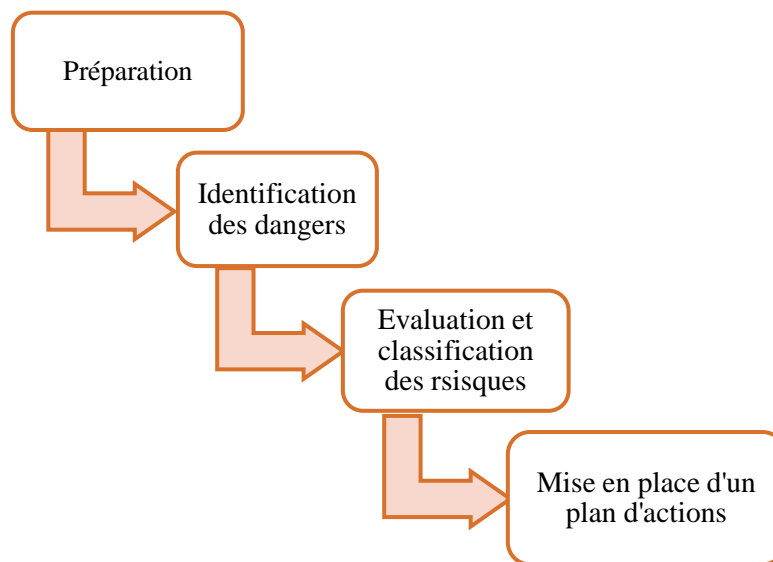 Préparation
Identification
des dangers
Evaluation et
classification
des rsisques
Mise en place d'un
plan d'actions